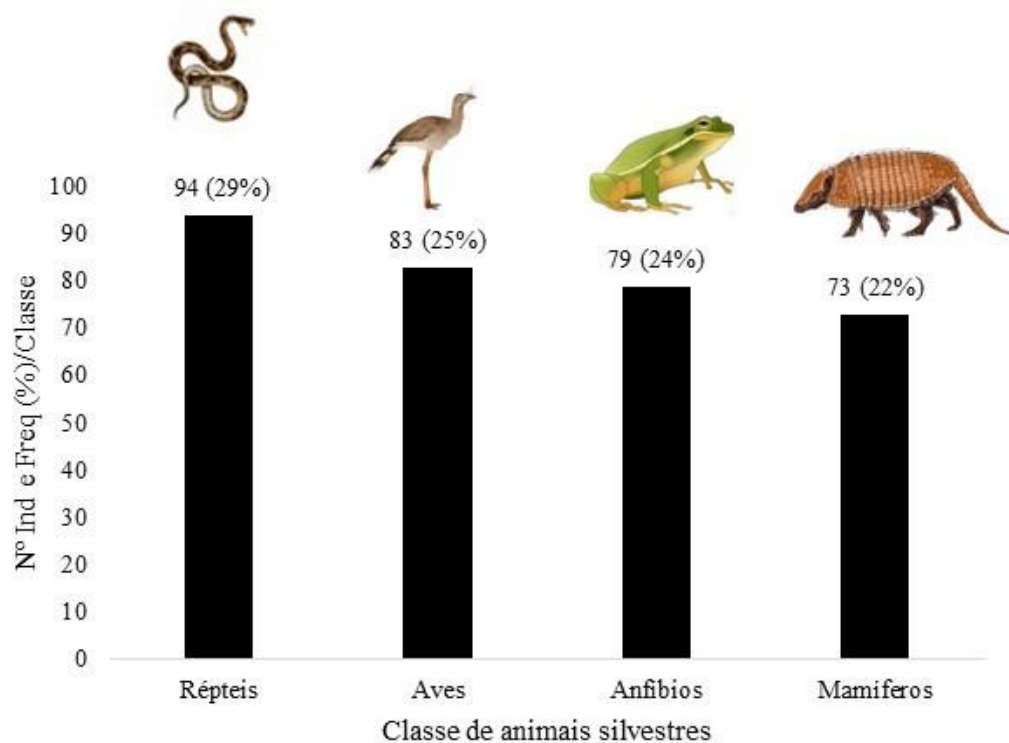 94 (29%)
83 (25%)
79 (24%)
73 (22%)
Nº Ind e Freq (%)/Classe
100
90
80
70
60
50
40
30
20
10
0
Répteis
Aves
Anfíbios
Mamiferos
Classe de animais silvestres